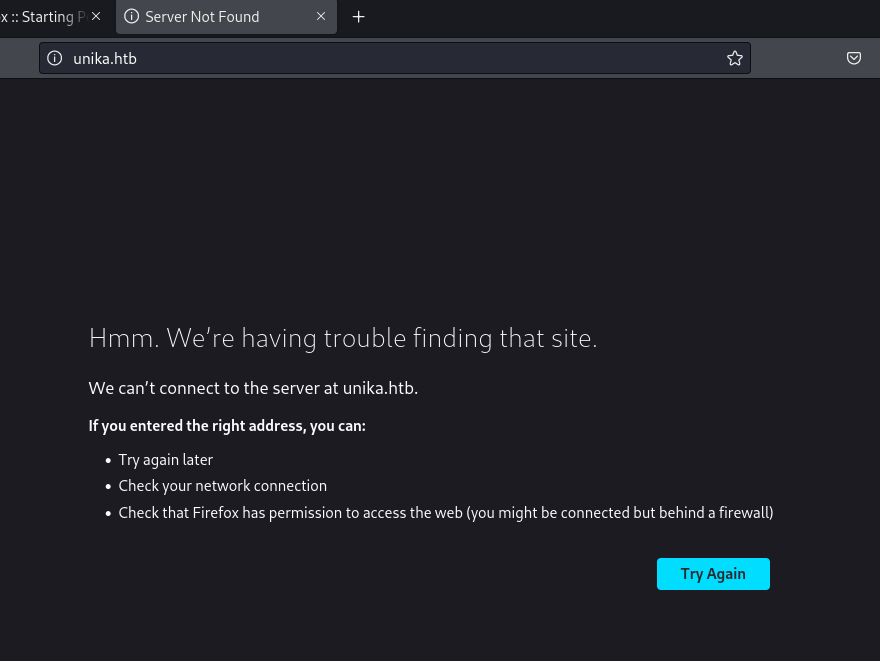 x :: Starting P
Server Not Found
unika.htb
Hmm. We're having trouble finding that site.
We can't connect to the server at unika.htb.
If you entered the right address, you can:
• Try again later
• Check your network connection
• Check that Firefox has permission to access the web (you might be connected but behind a firewall)
Try Again